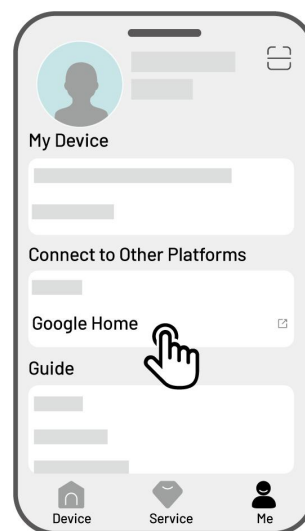 My Device
Connect to Other Platforms
Google Home
Guide
Device
Service
Me